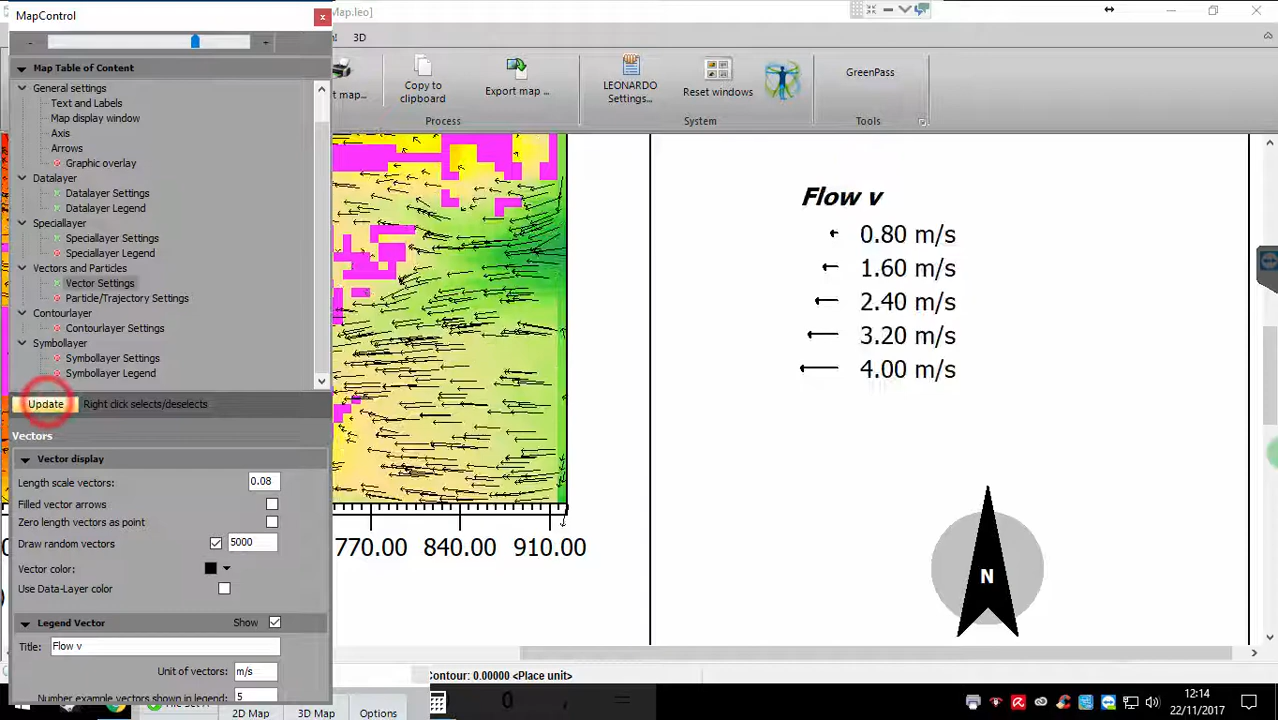 MapControl
x
Map.leo]
- +
3D
Map Table of Content
General settings
Text and Labels
Map display window
Axis
Arrows
Graphic overlay
Datalayer
Datalayer Settings
Datalayer Legend
Speciallayer
Speciallayer Settings
Speciallayer Legend
Vectors and Particles
Vector Settings
Particle/Trajectory Settings
Contourlayer
Contourlayer Settings
Symbollayer
Symbollayer Settings
Symbollayer Legend
Update
Right click selects/deselects
Vectors
Vector display
Length scale vectors: 0.08
Filled vector arrows
Zero length vectors as point
Draw random vectors 5000
Vector color:
Use Data-Layer color
Legend Vector Show
Title: Flow v
Unit of vectors: m/s
Number example vectors shown in legend: 5
map...
Copy to
clipboard
Export map ...
Process
LEONARDO
Settings...
Reset windows
System
GreenPass
Tools
770.00 840.00 910.00
Flow v
0.80 m/s
1.60 m/s
2.40 m/s
3.20 m/s
4.00 m/s
N
Contour: 0.00000 <Place unit>
2D Map
3D Map
Options
12:14
22/11/2017